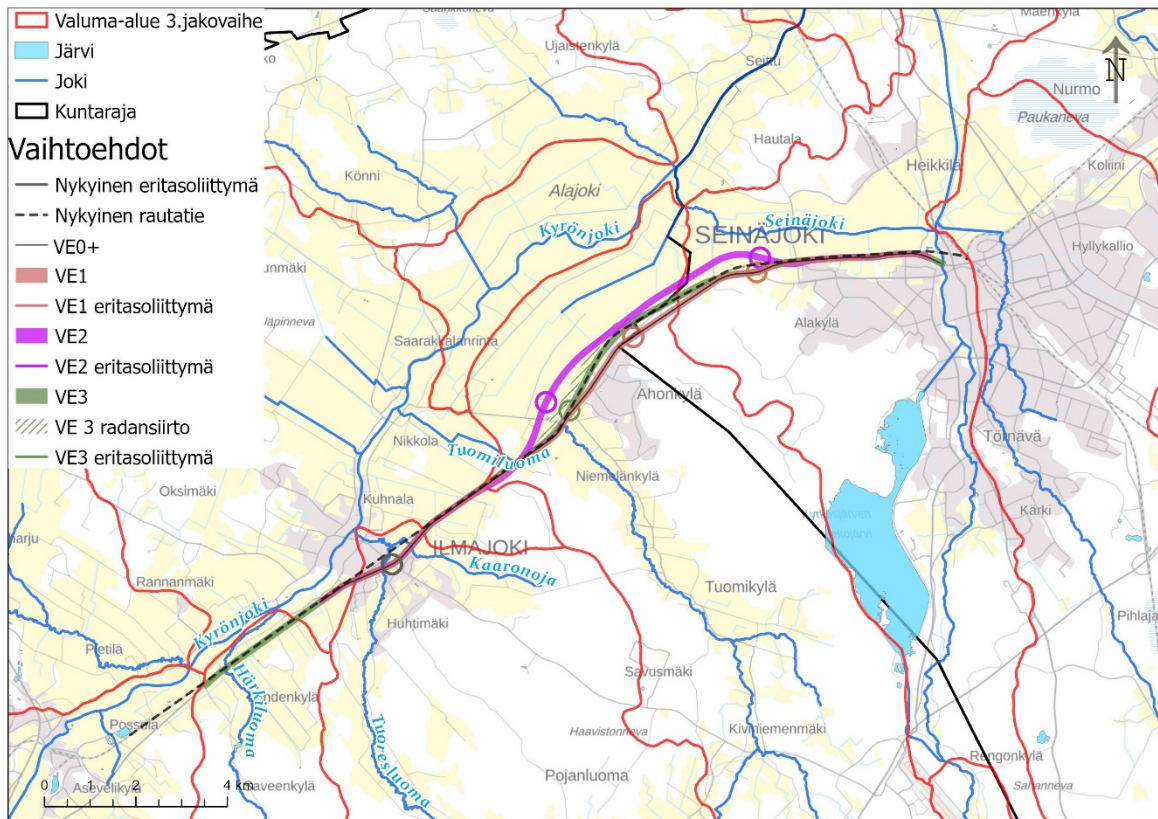 Valuma-alue 3.jakovaihe
Järvi
Joki
Kuntaraja
Vaihtoehdot
Nykyinen eritasoliittymä
Nykyinen rautatie
VE0+
VE1
VE1 eritasoliittymä
VE2
VE2 eritasoliittymä
VE3
VE 3 radansiirto
VE3 eritasoliittymä
Ujaistenkylä
Seittu
N
Nurmo
Paukaneva
Hautala
Heikkilä
Koliini
Könni
Alajoki
Kyrönjoki
Seinäjoki
SEINÄJOKI
Hyllykallio
Saarakkalanrinta
Alakylä
Ahonkylä
Nikkola
Tuomiluoma
Törnävä
Oksimäki
Kuhnala
Niemelänkylä
Karki
ILMAJOKI
Kaaronoja
Rannanmäki
Tuomikylä
Huhtimäki
Kyrönjoki
Pihlaja
Pietilä
Härkiluoma
Savusmäki
Possola
Tuoresluoma
Haavistonneva
Kiviniemenmäki
Rengonkylä
Pojanluoma
Sahanneva
Asevelikylä
0 1 2 4 km